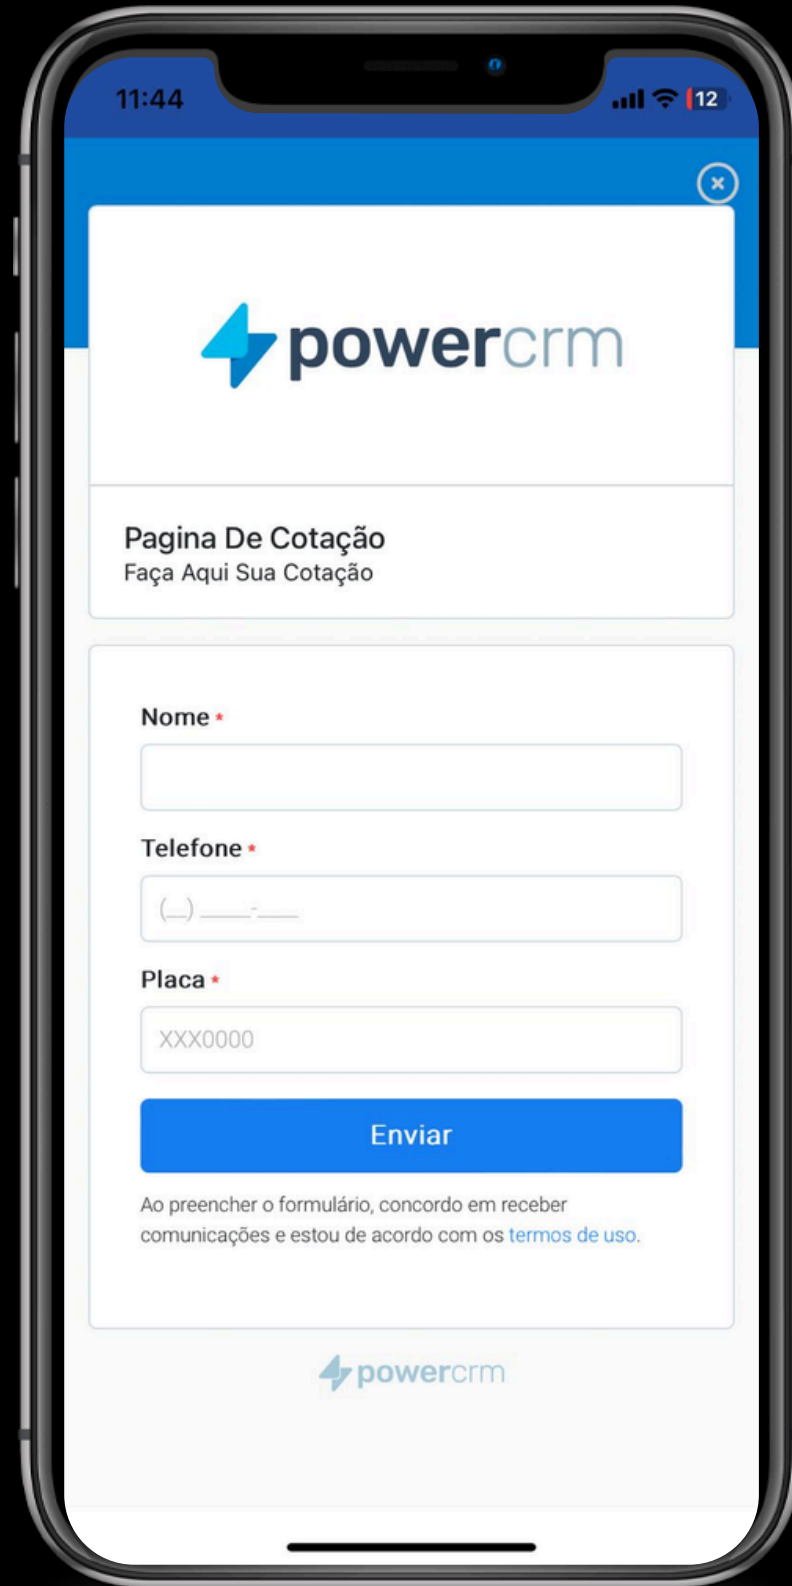 11:44
12
powercrm
Pagina De Cotação
Faça Aqui Sua Cotação
Nome *
Telefone *
(__) _____-____
Placa *
XXX0000
Enviar
Ao preencher o formulário, concordo em receber
comunicações e estou de acordo com os termos de uso.
powercrm